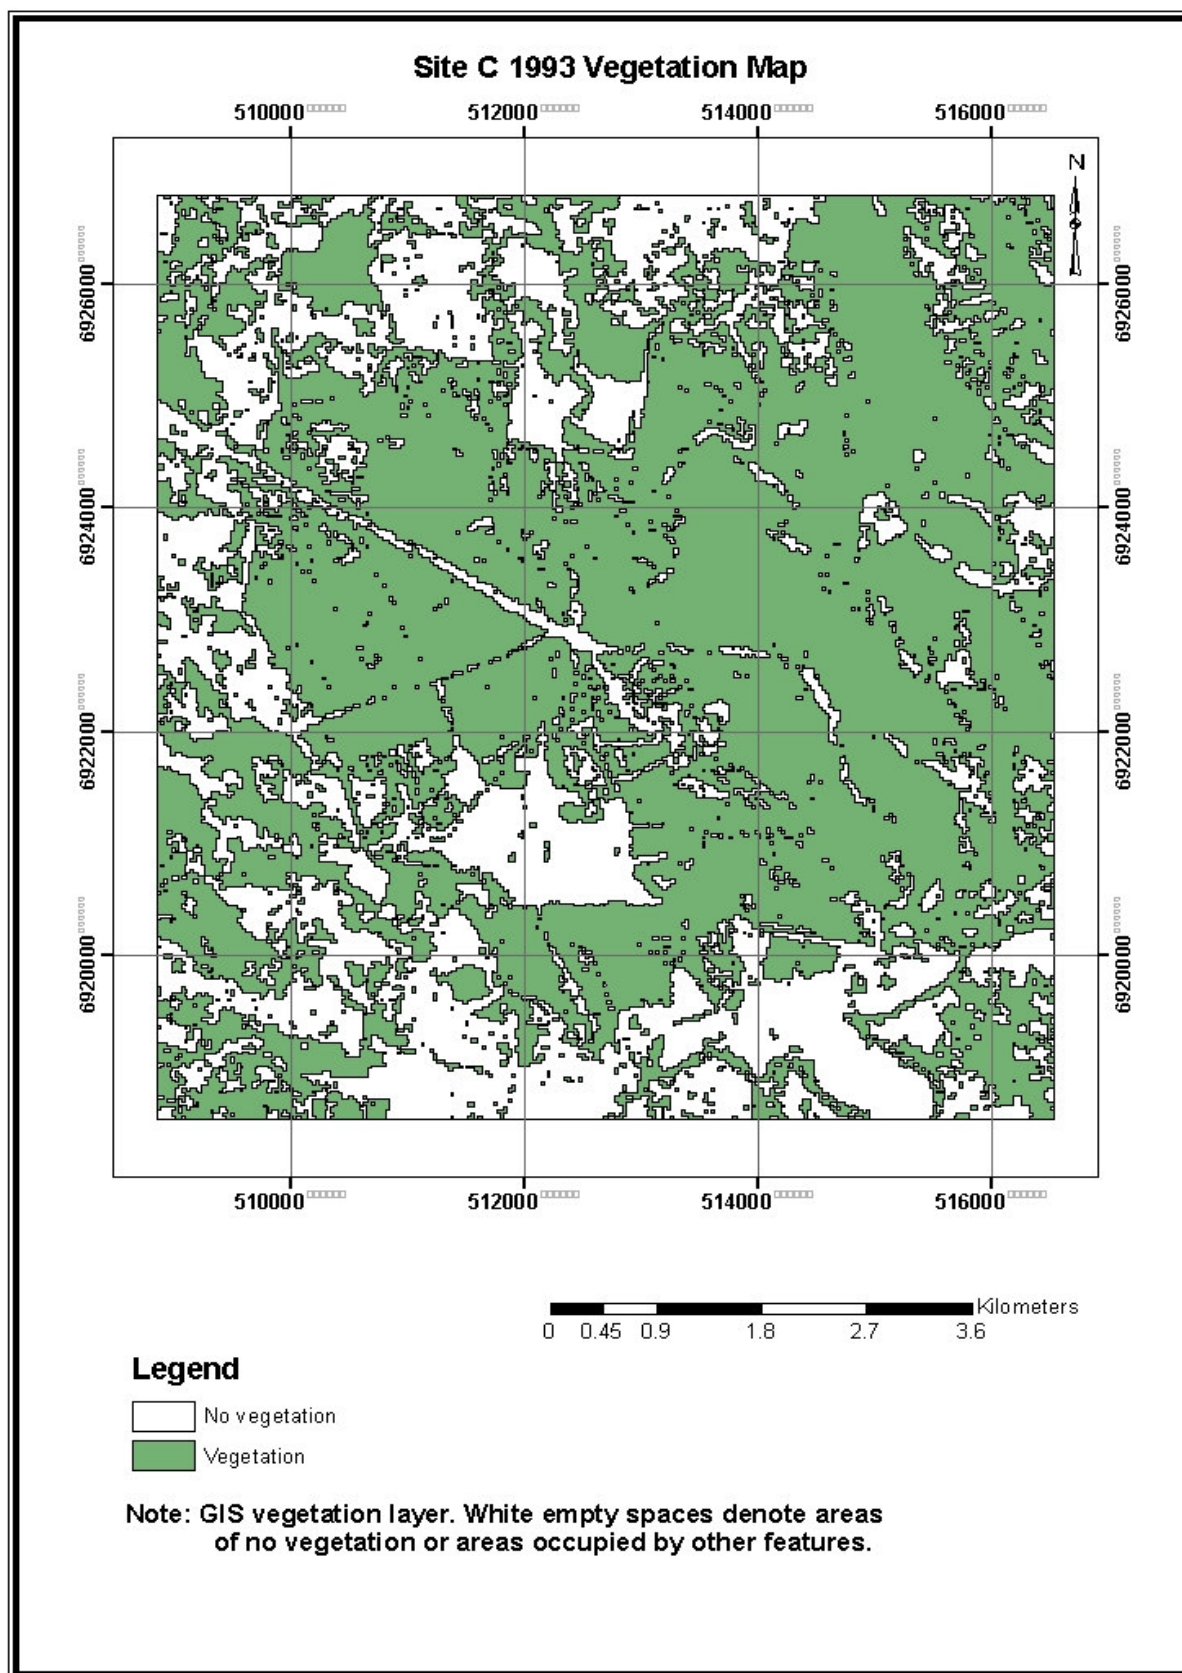 Site C 1993 Vegetation Map
510000 512000 514000 516000
N
6926000 6926000
6924000 6924000
6922000 6922000
6920000 6920000
510000 512000 514000 516000
Kilometers
0 0.45 0.9 1.8 2.7 3.6
Legend
No vegetation
Vegetation
Note: GIS vegetation layer. White empty spaces denote areas
of no vegetation or areas occupied by other features.